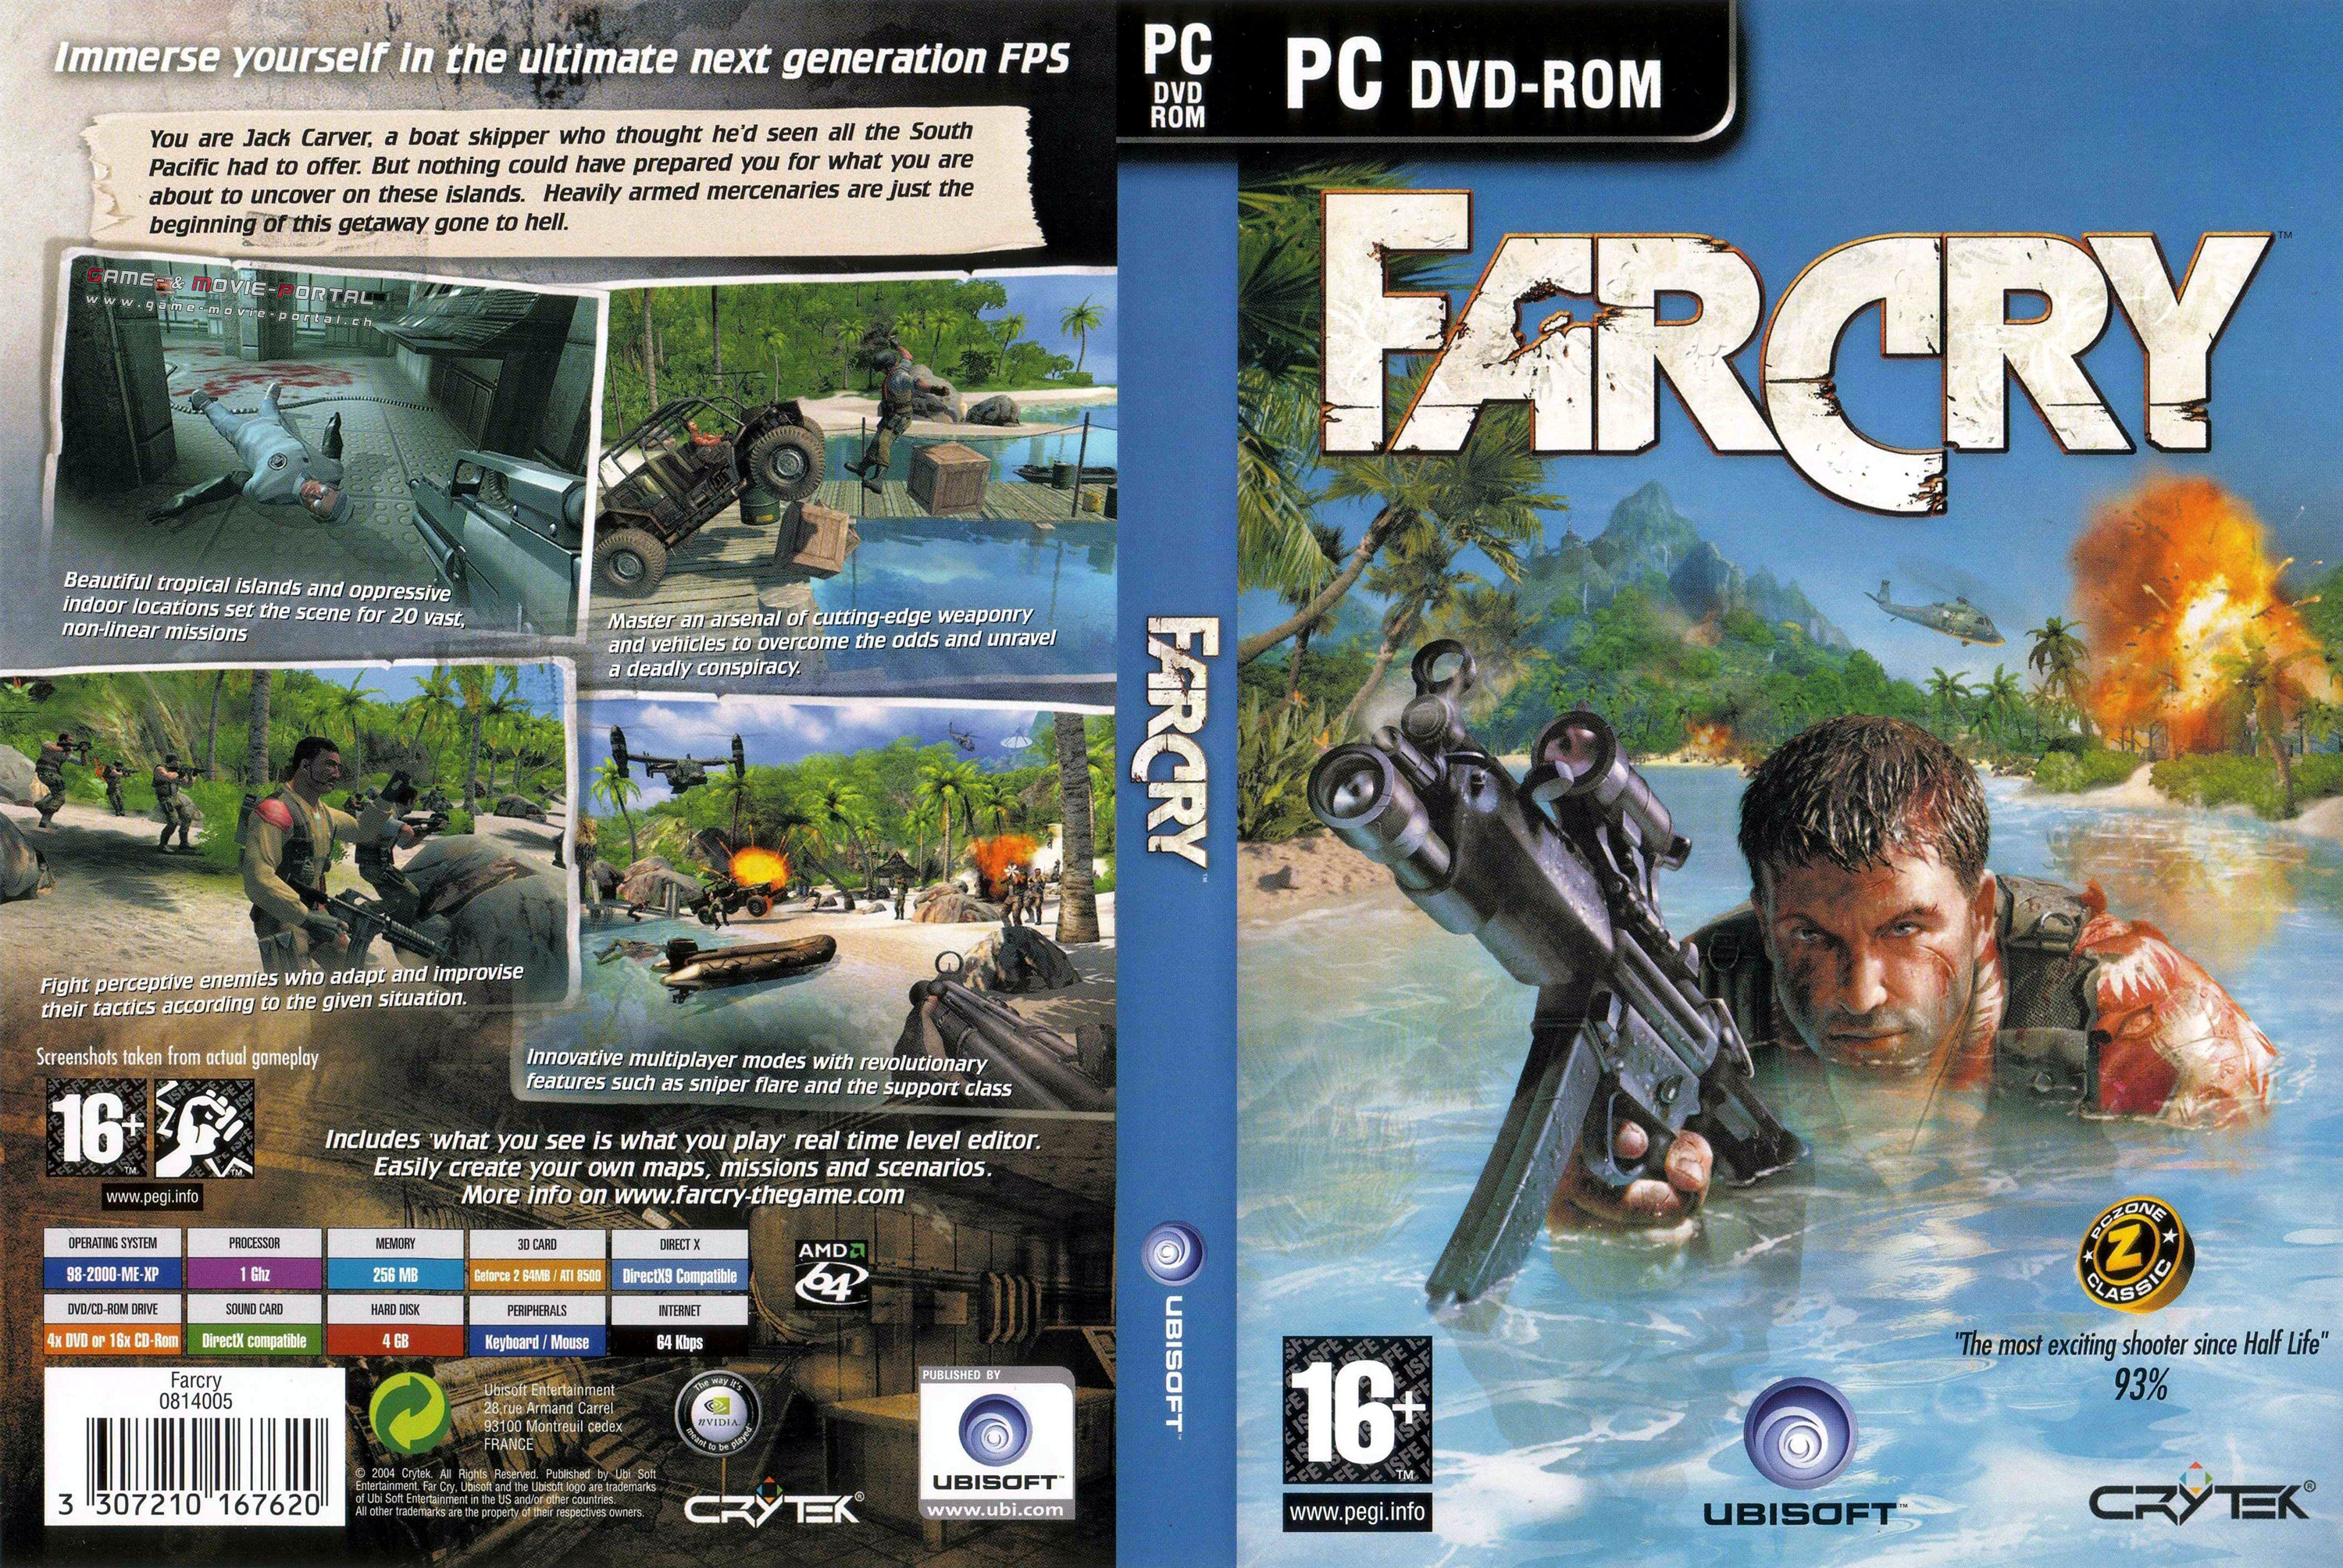 Immerse yourself in the ultimate next generation FPS
You are Jack Carver, a boat skipper who thought he'd seen all the South
Pacific had to offer. But nothing could have prepared you for what you are
about to uncover on these islands. Heavily armed mercenaries are just the
beginning of this getaway gone to hell.
GAME-& MOVIE-PORTAL
www.game-movie-portal.ch
Beautiful tropical islands and oppressive
indoor locations set the scene for 20 vast,
non-linear missions
Master an arsenal of cutting-edge weaponry
and vehicles to overcome the odds and unravel
a deadly conspiracy.
Fight perceptive enemies who adapt and improvise
their tactics according to the given situation.
Screenshots taken from actual gameplay
Innovative multiplayer modes with revolutionary
features such as sniper flare and the support class
16+
TM
TM
www.pegi.info
Includes 'what you see is what you play' real time level editor.
Easily create your own maps, missions and scenarios.
More info on www.farcry-thegame.com
OPERATING SYSTEM
98-2000-ME-XP
PROCESSOR
1 Ghz
MEMORY
256 MB
3D CARD
Geforce 2 64MB / ATI 8500
DIRECT X
DirectX9 Compatible
DVD/CD-ROM DRIVE
4x DVD or 16x CD-Rom
SOUND CARD
DirectX compatible
HARD DISK
4 GB
PERIPHERALS
Keyboard / Mouse
INTERNET
64 Kbps
AMD
64
Farcry
0814005
3 307210 167620
Ubisoft Entertainment
28,rue Armand Carrel
93100 Montreuil cedex
FRANCE
© 2004 Crytek. All Rights Reserved. Published by Ubi Soft
Entertainment. Far Cry, Ubisoft and the Ubisoft logo are trademarks
of Ubi Soft Entertainment in the US and/or other countries.
All other trademarks are the property of their respectives owners.
The way it's
nVIDIA.
meant to be played
CRYTEK®
PUBLISHED BY
UBISOFT™
www.ubi.com
PC
DVD
ROM
FARCRY™
UBISOFT™
PC DVD-ROM
FARCRY™
PCZONE
Z
CLASSIC
"The most exciting shooter since Half Life"
93%
16+
TM
www.pegi.info
UBISOFT™
CRYTEK®